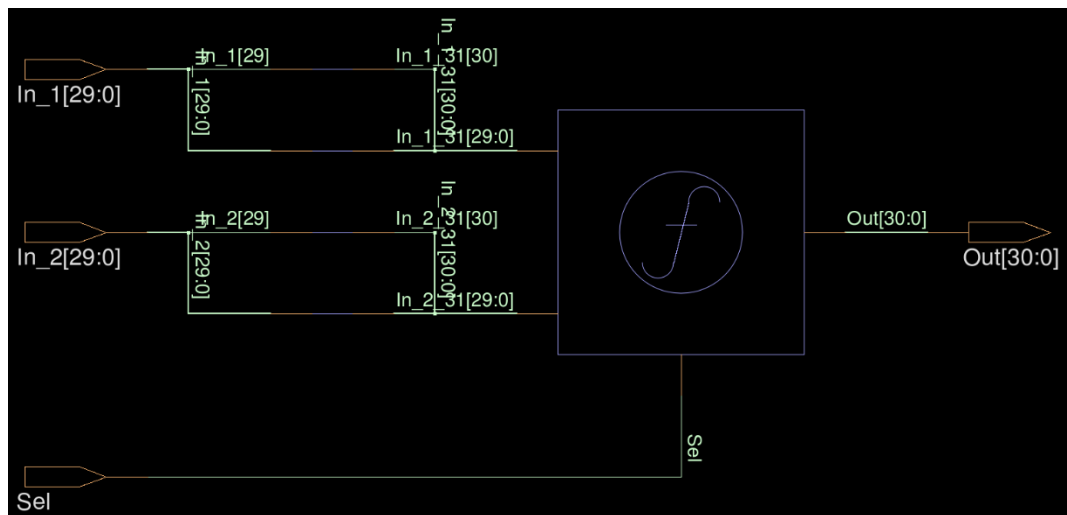 In_1[29]
In_1_31[30]
In_1[29:0]
In_1[29:0]
In_1_31[30:0]
In_1_31[29:0]
In_2[29]
In_2_31[30]
Out[30:0]
In_2[29:0]
In_2[29:0]
In_2_31[30:0]
Out[30:0]
In_2_31[29:0]
Sel
Sel